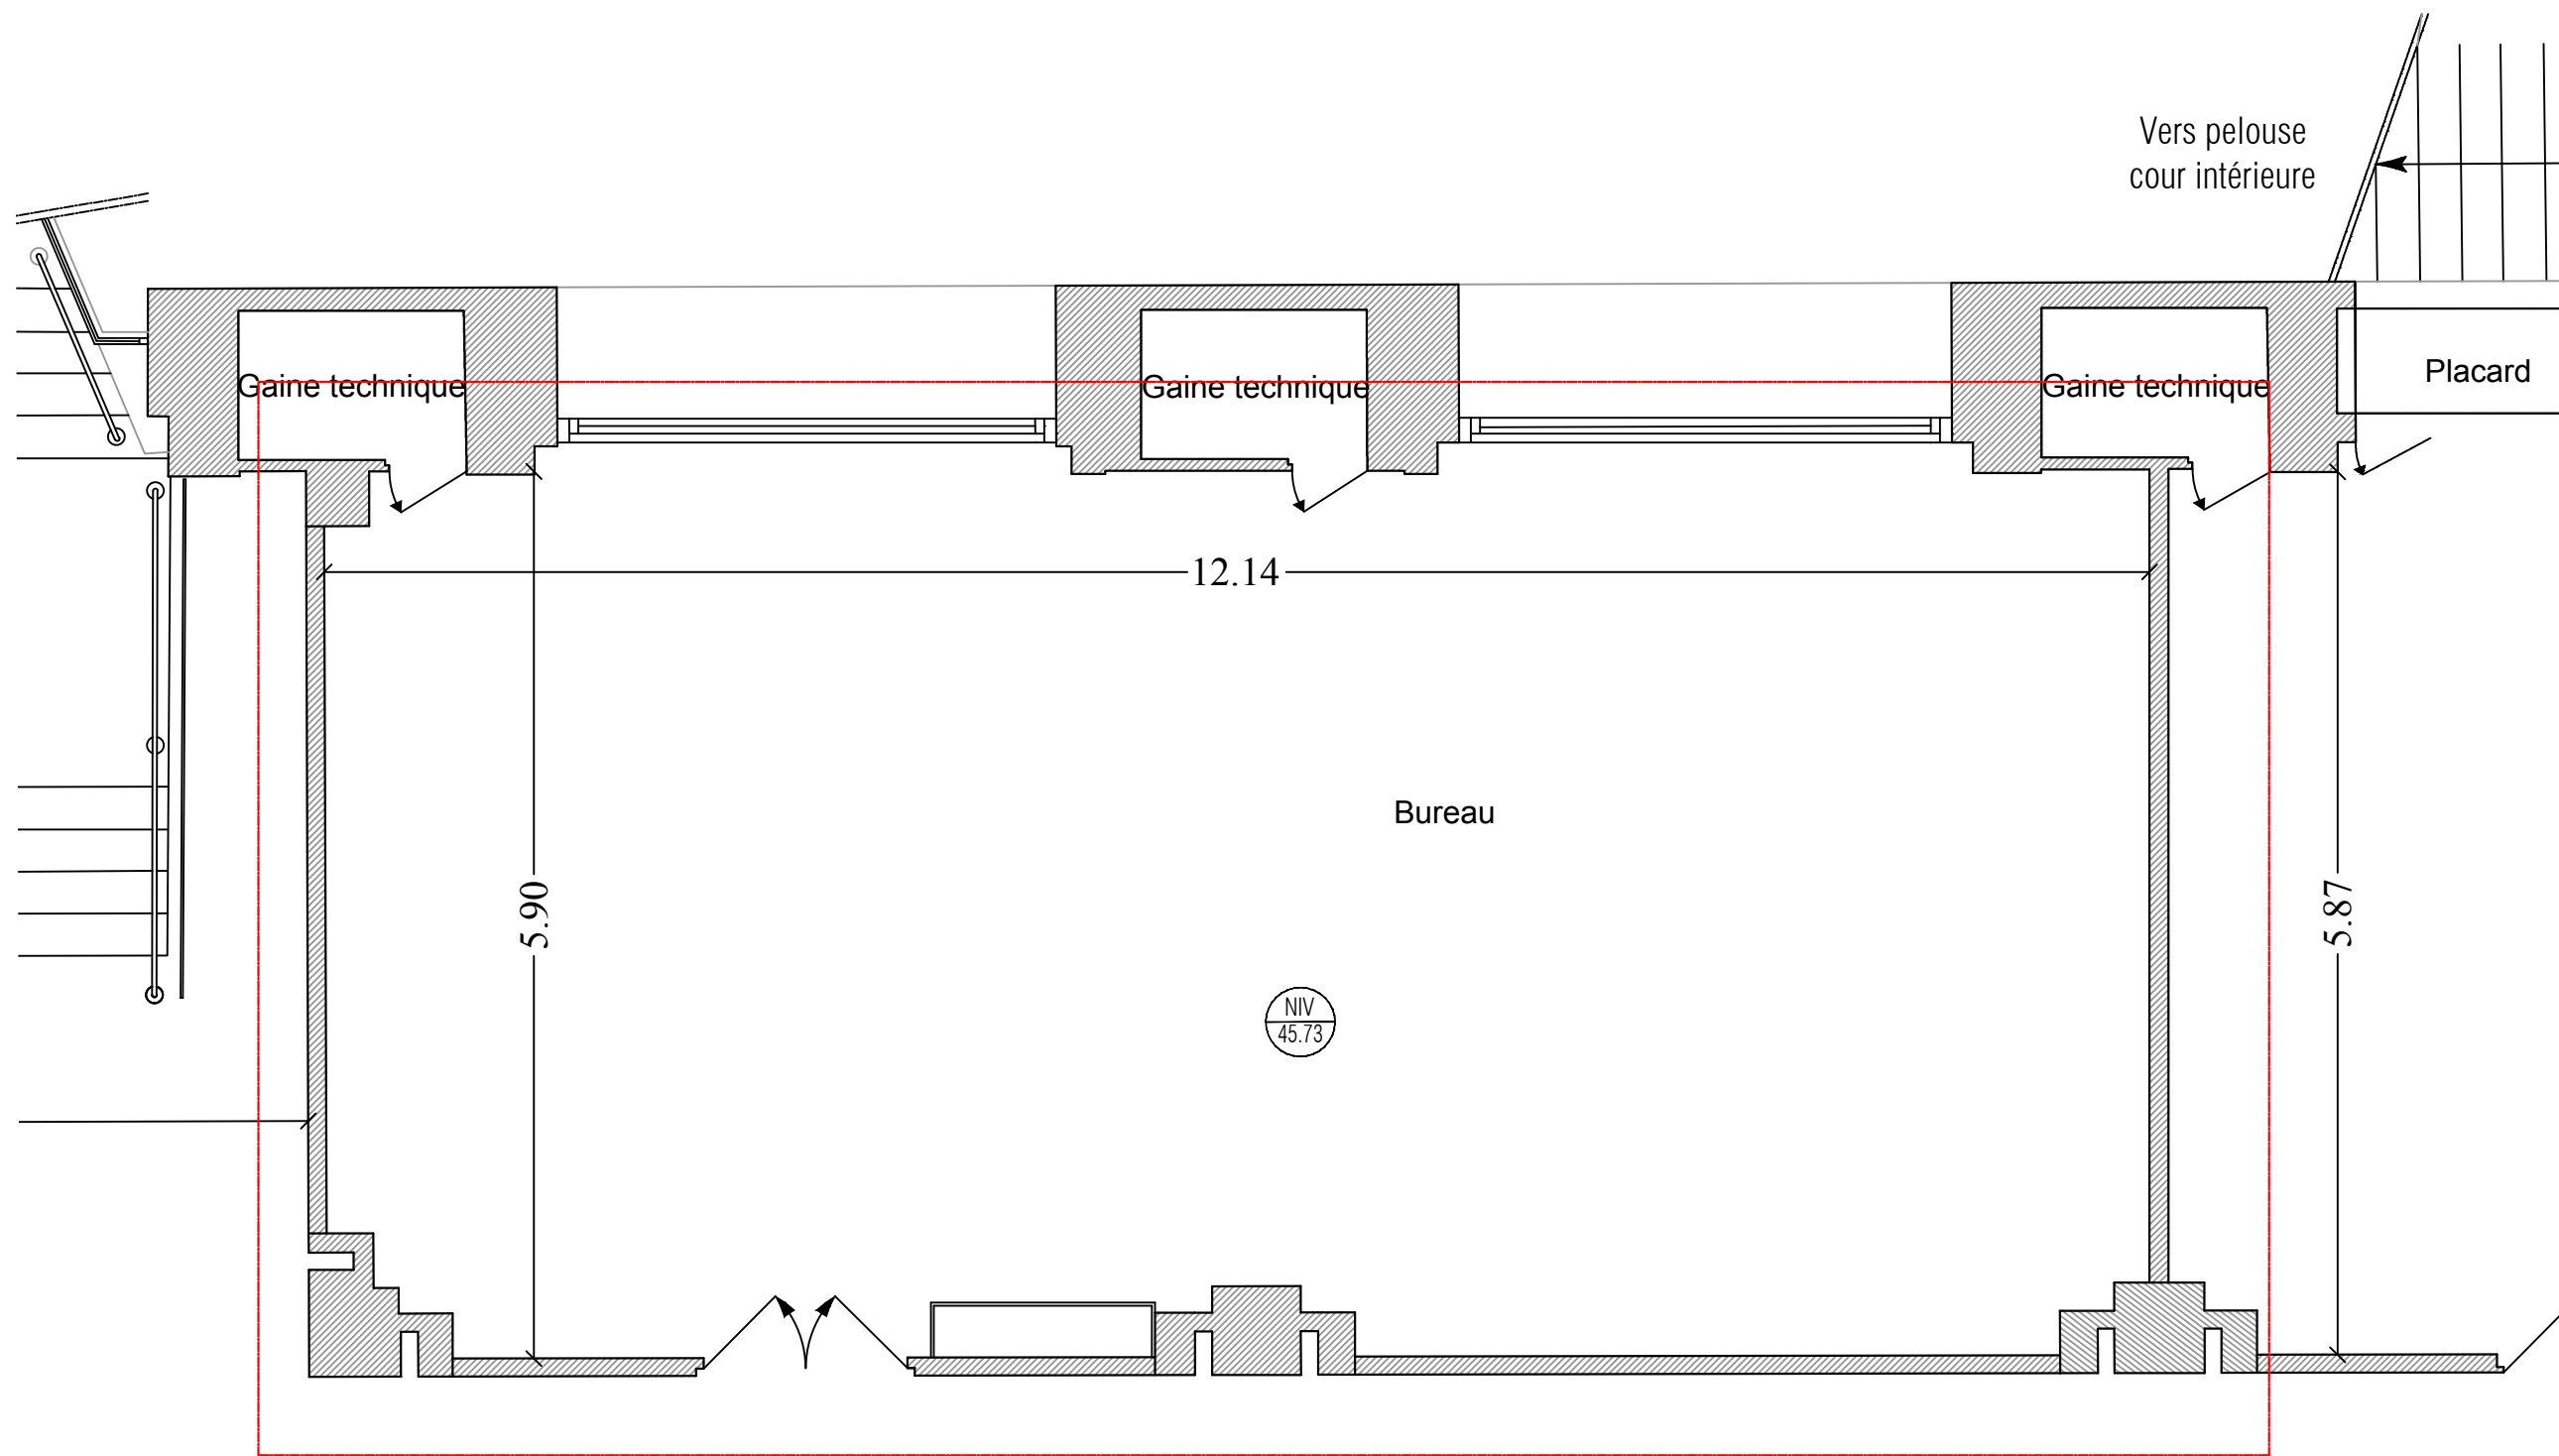 Vers pelouse
cour intérieure
Gaine technique
Gaine technique
Gaine technique
Placard
12.14
Bureau
5.90
5.87
NIV
45.73